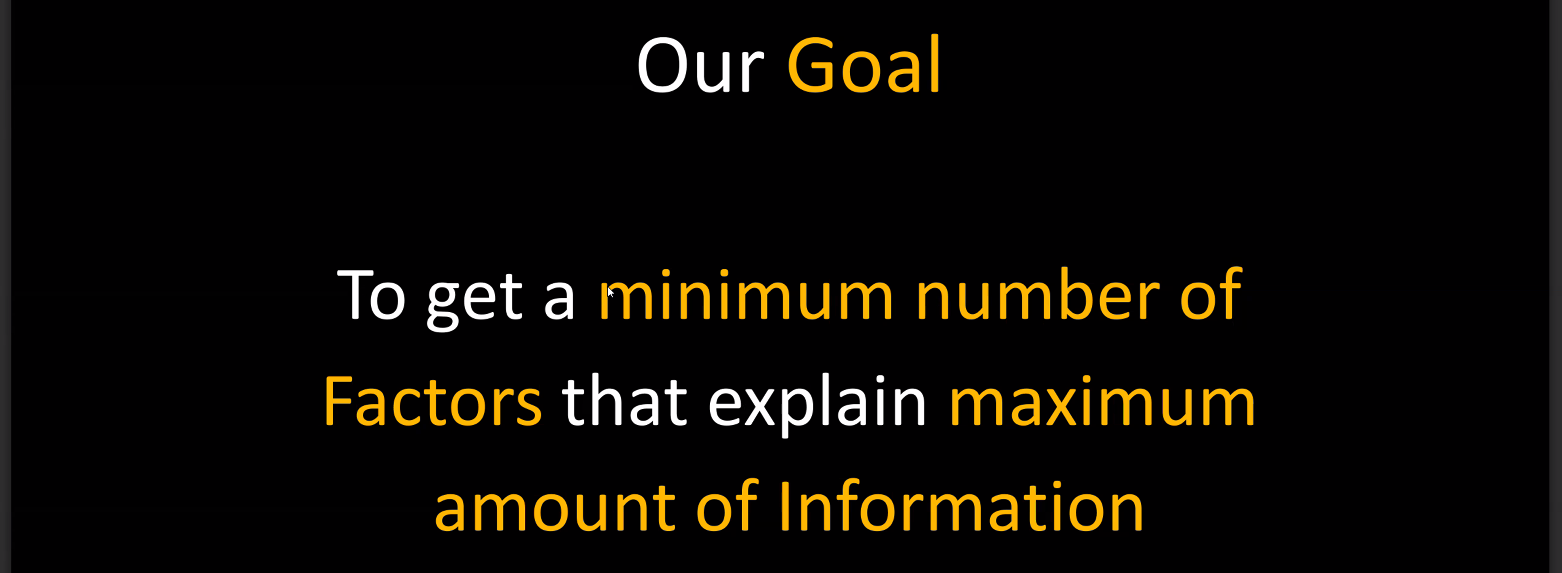 Our Goal
To get a minimum number of
Factors that explain maximum
amount of Information